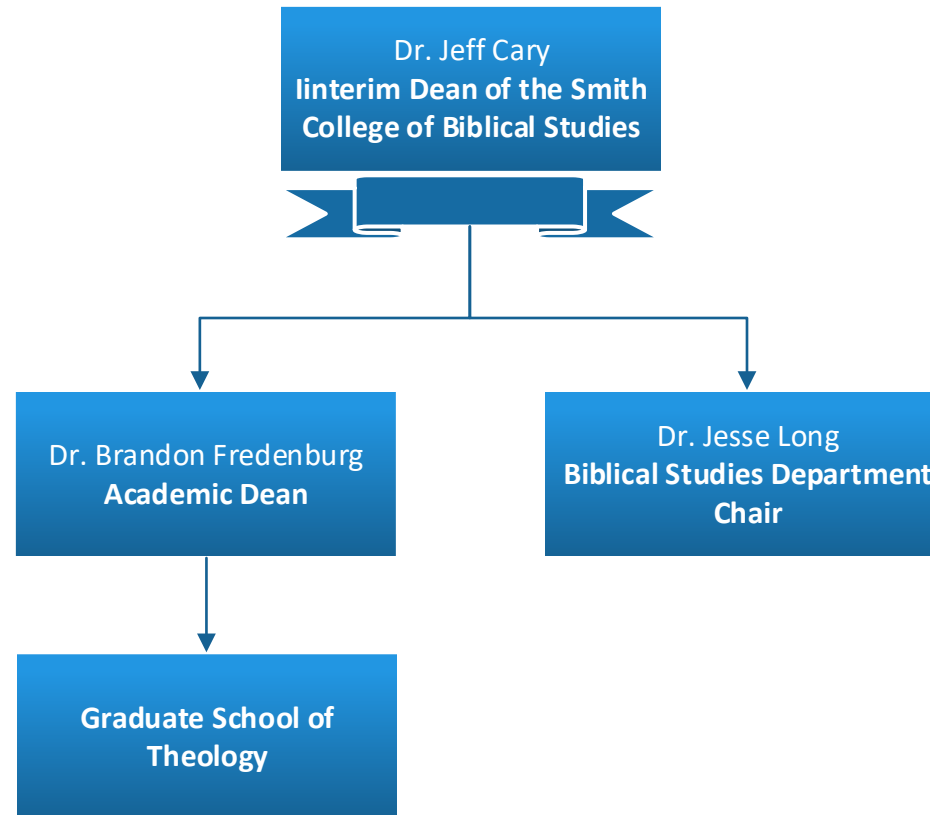 Dr. Jeff Cary
Iinterim Dean of the Smith
College of Biblical Studies
Dr. Brandon Fredenburg
Academic Dean
Dr. Jesse Long
Biblical Studies Department
Chair
Graduate School of
Theology